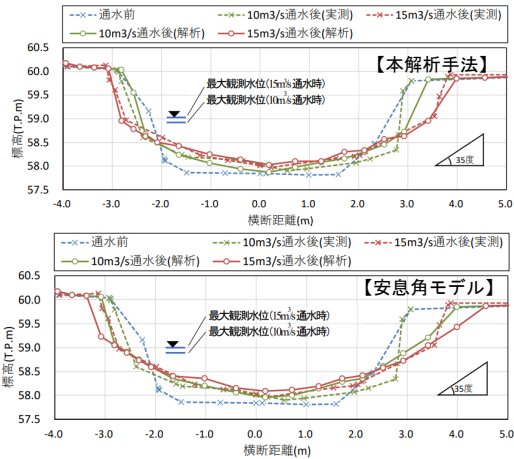 通水前
10m3/s通水後(実測)
15m3/s通水後(実測)
10m3/s通水後(解析)
15m3/s通水後(解析)
【本解析手法】
最大観測水位(15m³/s通水時)
最大観測水位(10m³/s通水時)
35度
標高(T.P.m)
60.5
60.0
59.5
59.0
58.5
58.0
57.5
-4.0 -3.0 -2.0 -1.0 0.0 1.0 2.0 3.0 4.0 5.0
横断距離(m)
通水前
10m3/s通水後(実測)
15m3/s通水後(実測)
10m3/s通水後(解析)
15m3/s通水後(解析)
【安息角モデル】
最大観測水位(15m³/s通水時)
最大観測水位(10m³/s通水時)
35度
標高(T.P.m)
60.5
60.0
59.5
59.0
58.5
58.0
57.5
-4.0 -3.0 -2.0 -1.0 0.0 1.0 2.0 3.0 4.0 5.0
横断距離(m)